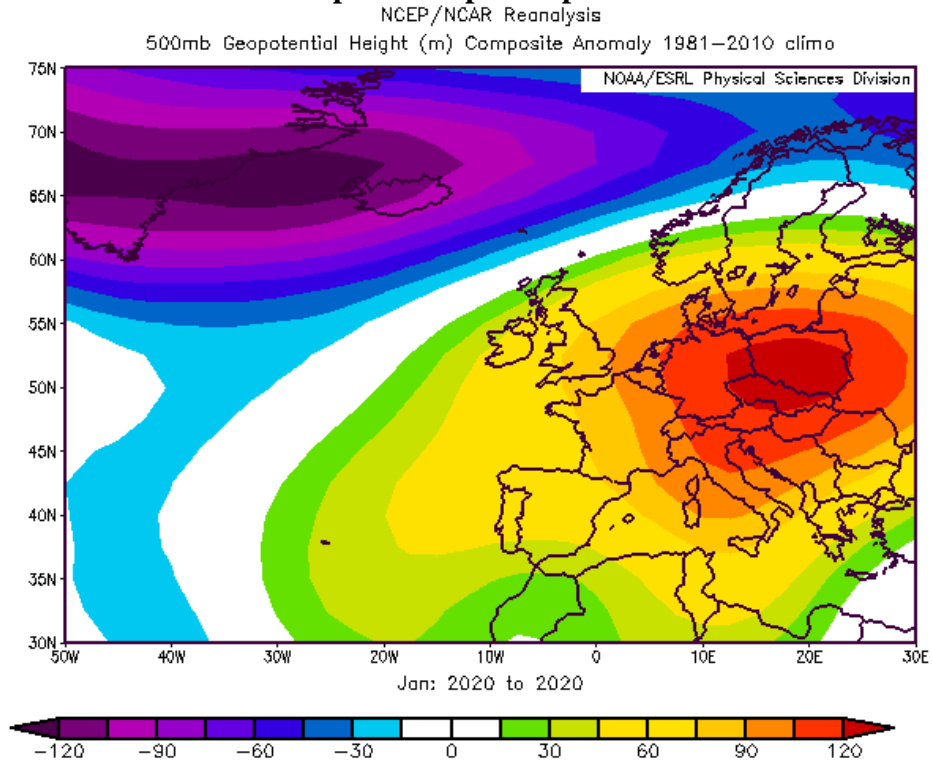 NCEP/NCAR Reanalysis
500mb Geopotential Height (m) Composite Anomaly 1981–2010 climo
NOAA/ESRL Physical Sciences Division
75N
70N
65N
60N
55N
50N
45N
40N
35N
30N
50W 40W 30W 20W 10W 0 10E 20E 30E
Jan: 2020 to 2020
−120 −90 −60 −30 0 30 60 90 120